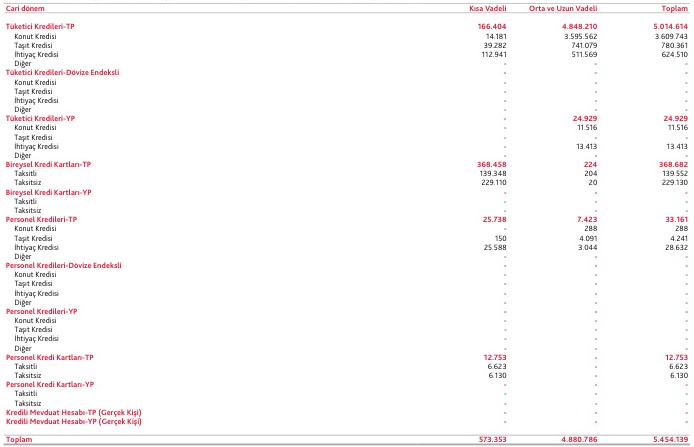 Cari dönem Kısa Vadeli Orta ve Uzun Vadeli Toplam
Tüketici Kredileri-TP 166.404 4.848.210 5.014.614
Konut Kredisi 14.181 3.595.562 3.609.743
Taşıt Kredisi 39.282 741.079 780.361
İhtiyaç Kredisi 112.941 511.569 624.510
Diğer - - -
Tüketici Kredileri-Dövize Endeksli - - -
Konut Kredisi - - -
Taşıt Kredisi - - -
İhtiyaç Kredisi - - -
Diğer - - -
Tüketici Kredileri-YP - 24.929 24.929
Konut Kredisi - 11.516 11.516
Taşıt Kredisi - - -
İhtiyaç Kredisi - 13.413 13.413
Diğer - - -
Bireysel Kredi Kartları-TP 368.458 224 368.682
Taksitli 139.348 204 139.552
Taksitsiz 229.110 20 229.130
Bireysel Kredi Kartları-YP - - -
Taksitli - - -
Taksitsiz - - -
Personel Kredileri-TP 25.738 7.423 33.161
Konut Kredisi - 288 288
Taşıt Kredisi 150 4.091 4.241
İhtiyaç Kredisi 25.588 3.044 28.632
Diğer - - -
Personel Kredileri-Dövize Endeksli - - -
Konut Kredisi - - -
Taşıt Kredisi - - -
İhtiyaç Kredisi - - -
Diğer - - -
Personel Kredileri-YP - - -
Konut Kredisi - - -
Taşıt Kredisi - - -
İhtiyaç Kredisi - - -
Diğer - - -
Personel Kredi Kartları-TP 12.753 - 12.753
Taksitli 6.623 - 6.623
Taksitsiz 6.130 - 6.130
Personel Kredi Kartları-YP - - -
Taksitli - - -
Taksitsiz - - -
Kredili Mevduat Hesabı-TP (Gerçek Kişi) - - -
Kredili Mevduat Hesabı-YP (Gerçek Kişi) - - -
Toplam 573.353 4.880.786 5.454.139